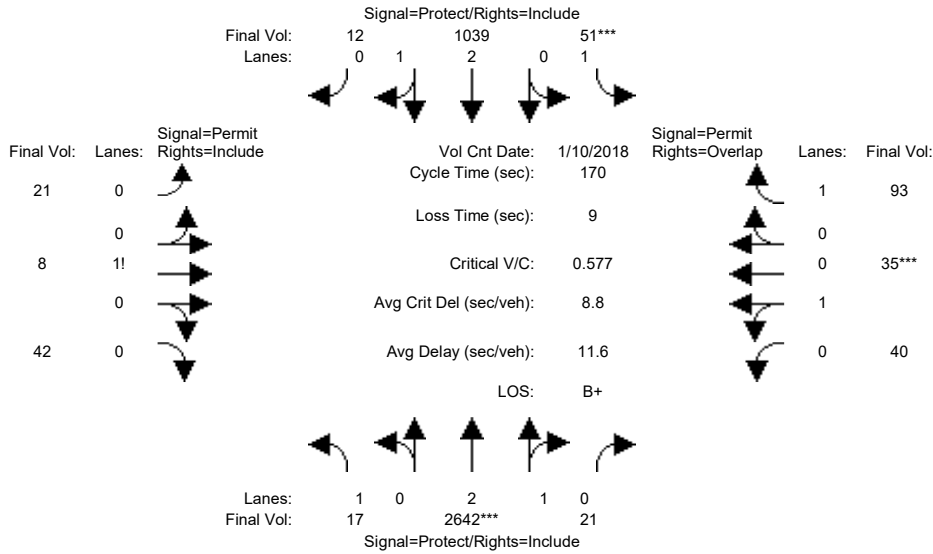 Signal=Protect/Rights=Include
Final Vol: 12 1039 51***
Lanes: 0 1 2 0 1
Signal=Permit Signal=Permit
Final Vol: Lanes: Rights=Include Vol Cnt Date: 1/10/2018 Rights=Overlap Lanes: Final Vol:
Cycle Time (sec): 170
21 0 1 93
Loss Time (sec): 9
0 0
8 1! Critical V/C: 0.577 0 35***
0 Avg Crit Del (sec/veh): 8.8 1
42 0 Avg Delay (sec/veh): 11.6 0 40
LOS: B+
Lanes: 1 0 2 1 0
Final Vol: 17 2642*** 21
Signal=Protect/Rights=Include